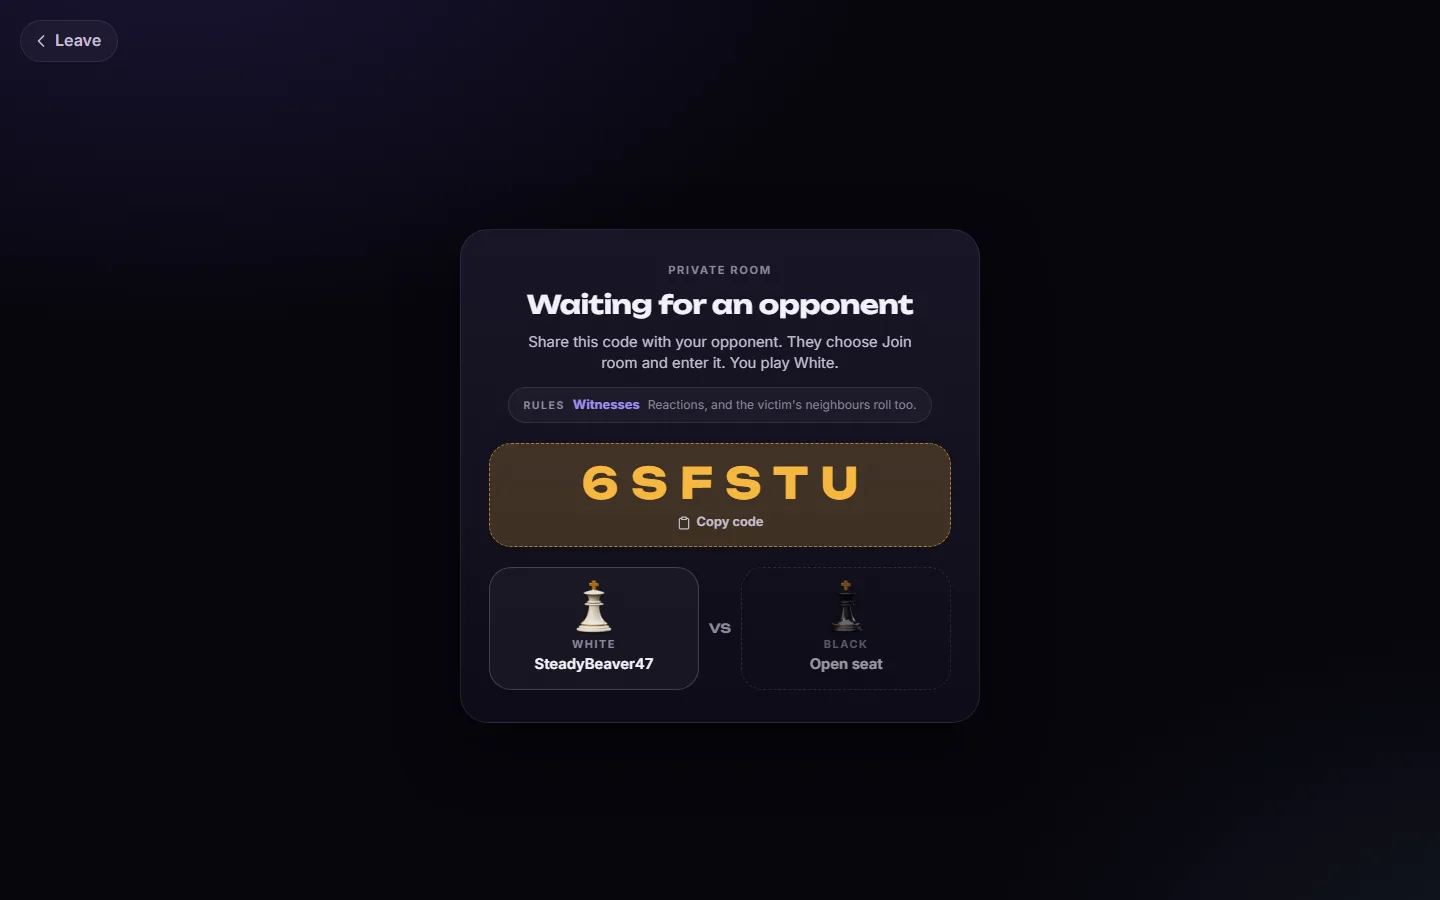 Leave
PRIVATE ROOM
Waiting for an opponent
Share this code with your opponent. They choose Join
room and enter it. You play White.
RULES Witnesses Reactions, and the victim's neighbours roll too.
6SFSTU
Copy code
WHITE
SteadyBeaver47
VS
BLACK
Open seat